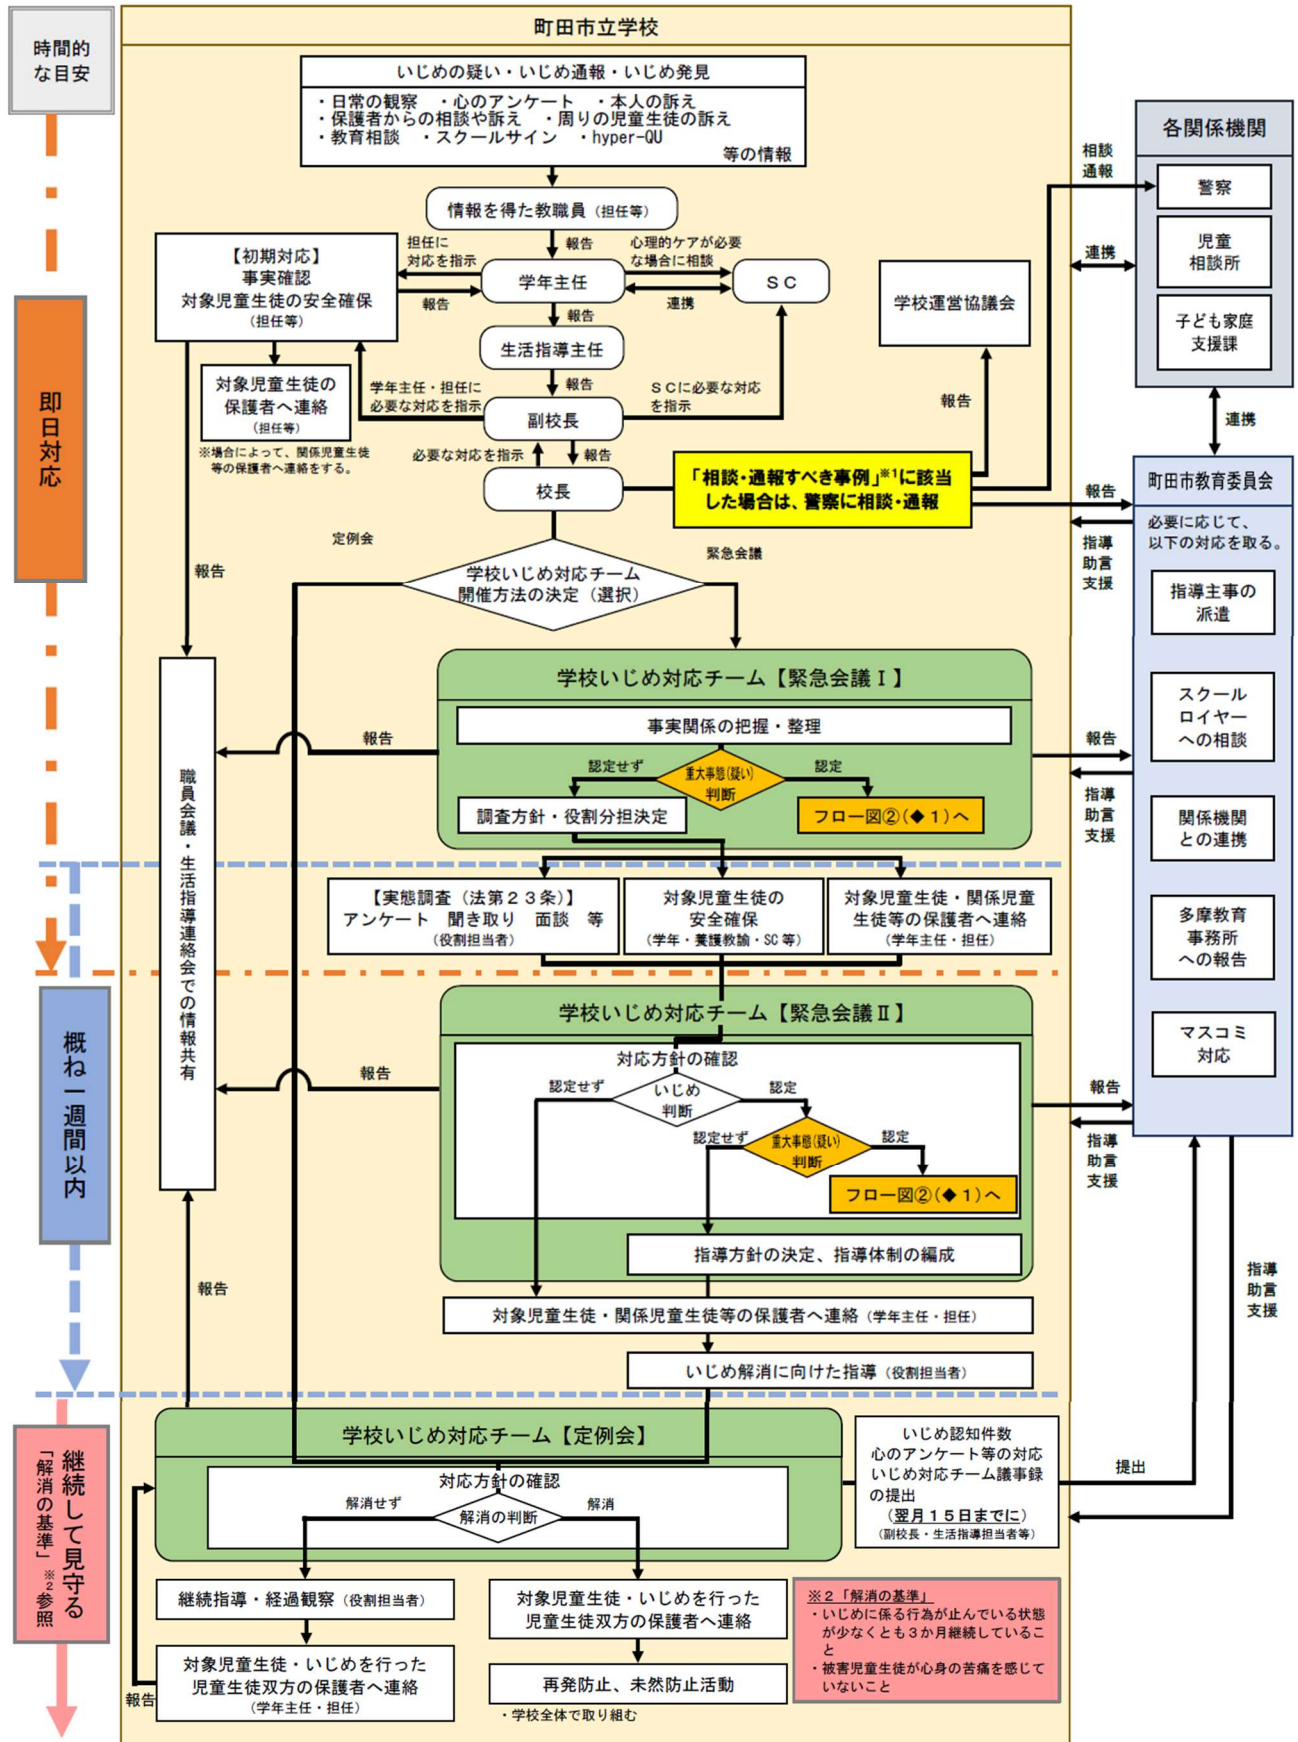 時間的
な目安
町田市立学校
いじめの疑い・いじめ通報・いじめ発見
・日常の観察 ・心のアンケート ・本人の訴え
・保護者からの相談や訴え ・周りの児童生徒の訴え
・教育相談 ・スクールサイン ・hyper-QU
等の情報
情報を得た教職員（担任等）
報告
担任に
対応を指示
心理的ケアが必要
な場合に相談
【初期対応】
事実確認
対象児童生徒の安全確保
（担任等）
報告
学年主任
連携
ＳＣ
報告
生活指導主任
対象児童生徒の
保護者へ連絡
（担任等）
※場合によって、関係児童生徒
等の保護者へ連絡をする。
学年主任・担任に
必要な対応を指示
報告
ＳＣに必要な対応
を指示
副校長
必要な対応を指示
報告
校長
学校運営協議会
報告
「相談・通報すべき事例」※1に該当
した場合は、警察に相談・通報
相談
通報
連携
各関係機関
警察
児童
相談所
子ども家庭
支援課
連携
即日対応
報告
定例会
緊急会議
学校いじめ対応チーム
開催方法の決定（選択）
報告
指導
助言
支援
町田市教育委員会
必要に応じて、
以下の対応を取る。
指導主事の
派遣
スクール
ロイヤー
への相談
関係機関
との連携
多摩教育
事務所
への報告
マスコミ
対応
学校いじめ対応チーム【緊急会議Ⅰ】
事実関係の把握・整理
報告
認定せず
重大事態(疑い)
判断
認定
調査方針・役割分担決定
フロー図②(◆１)へ
報告
指導
助言
支援
職員会議・生活指導連絡会での情報共有
【実態調査（法第２３条）】
アンケート 聞き取り 面談 等
（役割担当者）
対象児童生徒の
安全確保
（学年・養護教諭・SC 等）
対象児童生徒・関係児童
生徒等の保護者へ連絡
（学年主任・担任）
概ね一週間以内
学校いじめ対応チーム【緊急会議Ⅱ】
対応方針の確認
報告
認定せず
いじめ
判断
認定
認定せず
重大事態(疑い)
判断
認定
フロー図②(◆１)へ
報告
指導
助言
支援
指導方針の決定、指導体制の編成
報告
対象児童生徒・関係児童生徒等の保護者へ連絡（学年主任・担任）
いじめ解消に向けた指導（役割担当者）
指導
助言
支援
継続して見守る
「解消の基準」※2参照
学校いじめ対応チーム【定例会】
対応方針の確認
解消せず
解消の判断
解消
いじめ認知件数
心のアンケート等の対応
いじめ対応チーム議事録
の提出
（翌月１５日までに）
（副校長・生活指導担当者等）
提出
継続指導・経過観察（役割担当者）
対象児童生徒・いじめを行った
児童生徒双方の保護者へ連絡
（学年主任・担任）
報告
対象児童生徒・いじめを行った
児童生徒双方の保護者へ連絡
再発防止、未然防止活動
・学校全体で取り組む
※２「解消の基準」
・いじめに係る行為が止んでいる状態
が少なくとも３か月継続しているこ
と
・被害児童生徒が心身の苦痛を感じて
いないこと